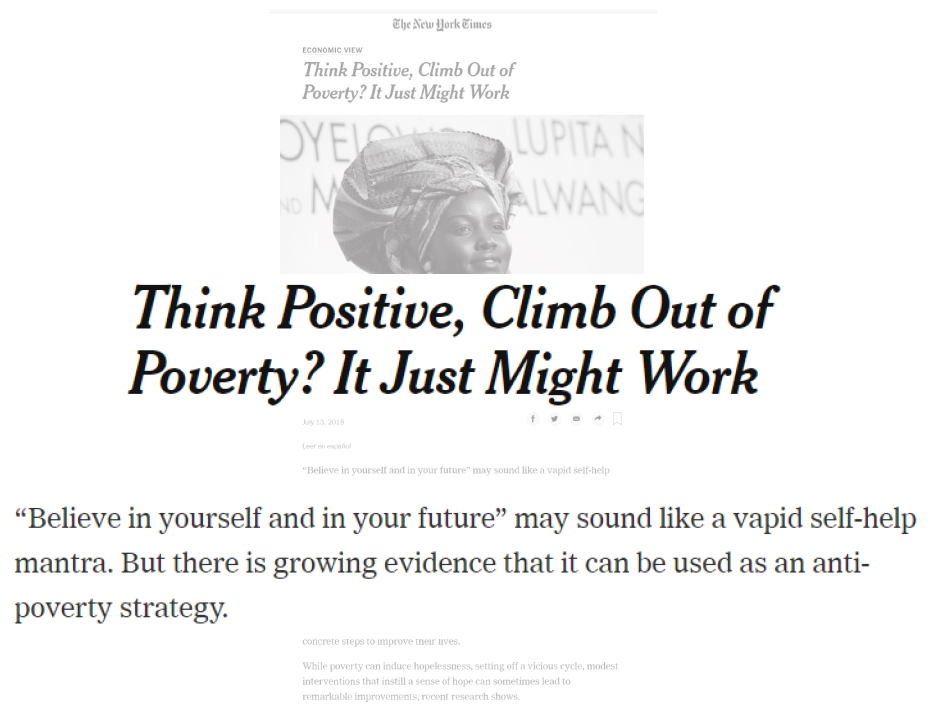 The New York Times
ECONOMIC VIEW
Think Positive, Climb Out of
Poverty? It Just Might Work
OYELOWO LUPITA N
ND M ALWANG
Think Positive, Climb Out of
Poverty? It Just Might Work
July 13, 2018
Leer en español
“Believe in yourself and in your future” may sound like a vapid self-help
“Believe in yourself and in your future” may sound like a vapid self-help
mantra. But there is growing evidence that it can be used as an anti-
poverty strategy.
concrete steps to improve their lives.
While poverty can induce hopelessness, setting off a vicious cycle, modest
interventions that instill a sense of hope can sometimes lead to
remarkable improvements, recent research shows.